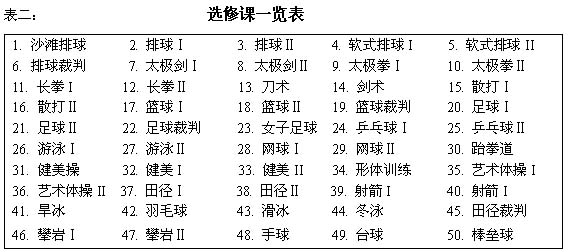 表二： 选修课一览表
1. 沙滩排球 2. 排球Ⅰ 3. 排球Ⅱ 4. 软式排球Ⅰ 5. 软式排球Ⅱ
6. 排球裁判 7. 太极剑Ⅰ 8. 太极剑Ⅱ 9. 太极拳Ⅰ 10. 太极拳Ⅱ
11. 长拳Ⅰ 12. 长拳Ⅱ 13. 刀术 14. 剑术 15. 散打Ⅰ
16. 散打Ⅱ 17. 篮球Ⅰ 18. 篮球Ⅱ 19. 篮球裁判 20. 足球Ⅰ
21. 足球Ⅱ 22. 足球裁判 23. 女子足球 24. 乒乓球Ⅰ 25. 乒乓球Ⅱ
26. 游泳Ⅰ 27. 游泳Ⅱ 28. 网球Ⅰ 29. 网球Ⅱ 30. 跆拳道
31. 健美操 32. 健美Ⅰ 33. 健美Ⅱ 34. 形体训练 35. 艺术体操Ⅰ
36. 艺术体操Ⅱ 37. 田径Ⅰ 38. 田径Ⅱ 39. 射箭Ⅰ 40. 射箭Ⅰ
41. 旱冰 42. 羽毛球 43. 滑冰 44. 冬泳 45. 田径裁判
46. 攀岩Ⅰ 47. 攀岩Ⅱ 48. 手球 49. 台球 50. 棒垒球